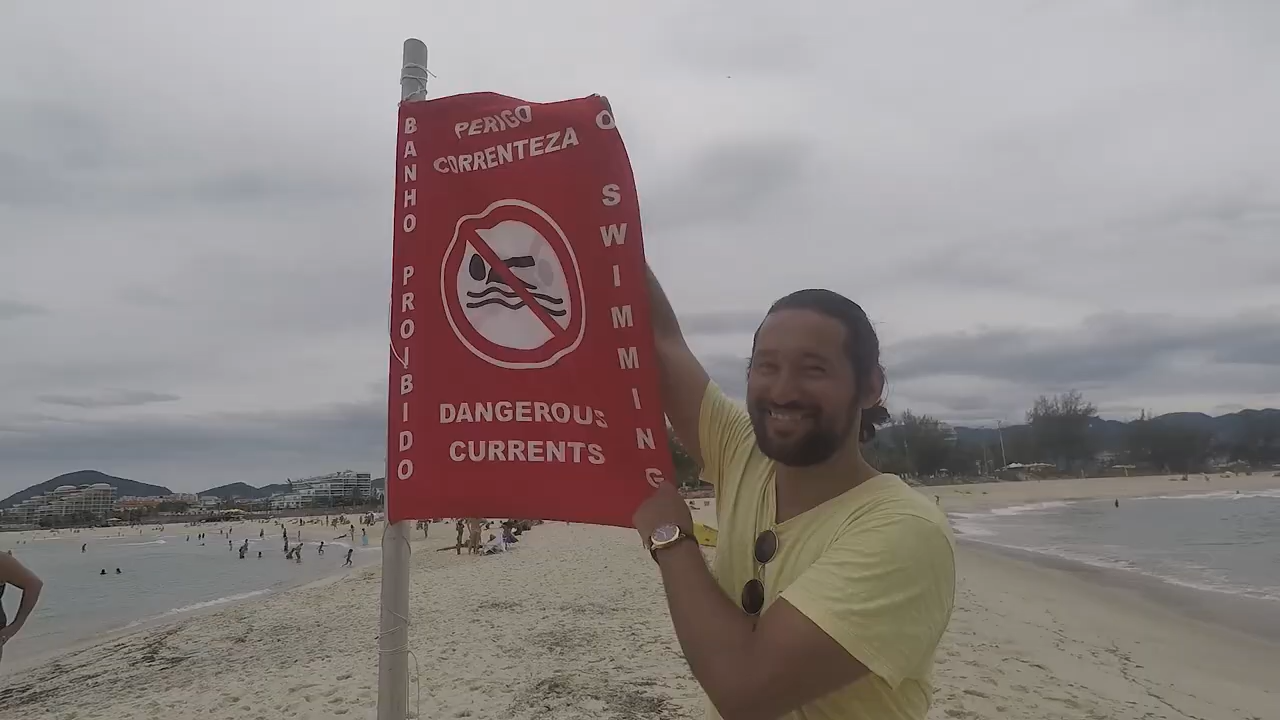 PERIGO
CORRENTEZA
BANHO PROIBIDO
O SWIMMING
DANGEROUS
CURRENTS